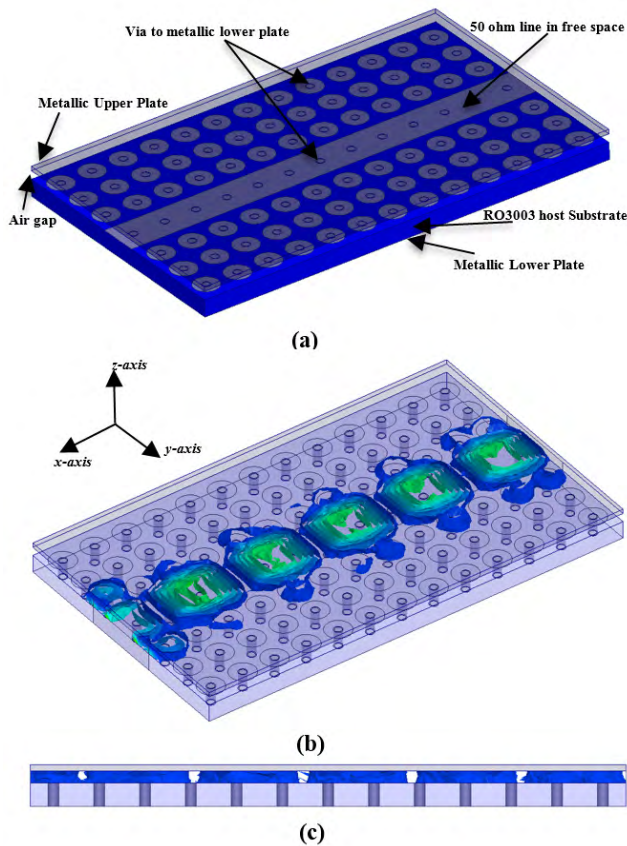 Via to metallic lower plate
50 ohm line in free space
Metallic Upper Plate
Air gap
RO3003 host Substrate
Metallic Lower Plate
(a)
z-axis
x-axis
y-axis
(b)
(c)